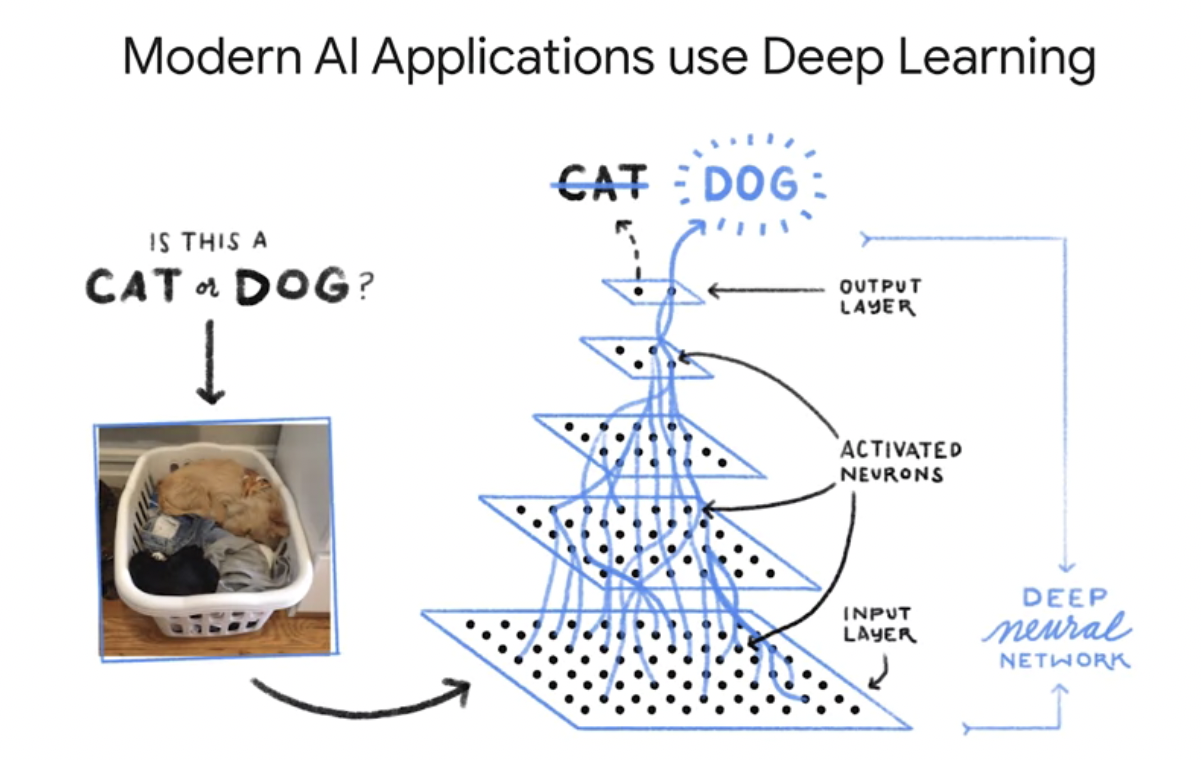 Modern AI Applications use Deep Learning
CAT DOG
IS THIS A
CAT or DOG?
OUTPUT
LAYER
ACTIVATED
NEURONS
INPUT
LAYER
DEEP
neural
NETWORK